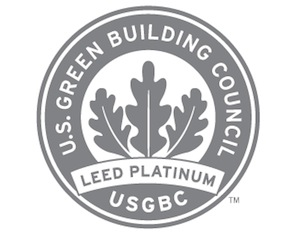 U.S. GREEN BUILDING COUNCIL
LEED PLATINUM
USGBC
TM